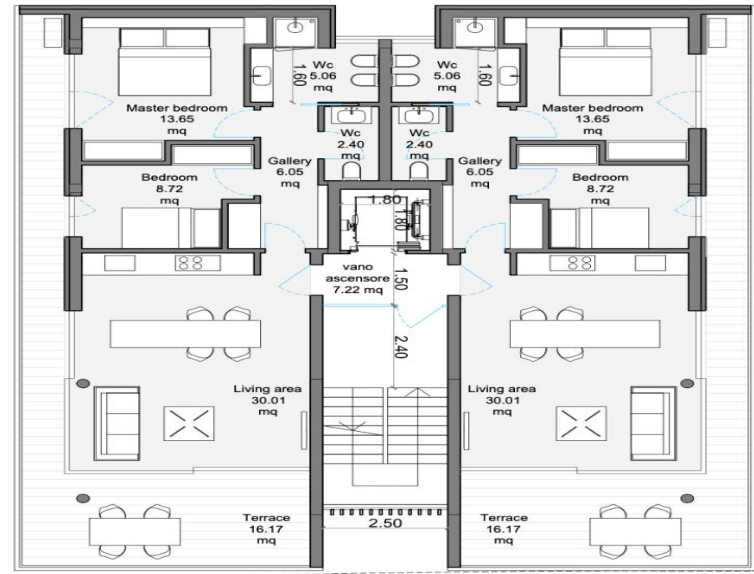 Wc
5.06
mq
Wc
5.06
mq
1.60
1.60
Master bedroom
13.65
mq
Master bedroom
13.65
mq
Wc
2.40
mq
Wc
2.40
mq
Gallery
6.05
mq
Gallery
6.05
mq
Bedroom
8.72
mq
Bedroom
8.72
mq
1.80
1.80
vano
ascensore
7.22 mq
1.50
2.40
Living area
30.01
mq
Living area
30.01
mq
Terrace
16.17
mq
Terrace
16.17
mq
2.50